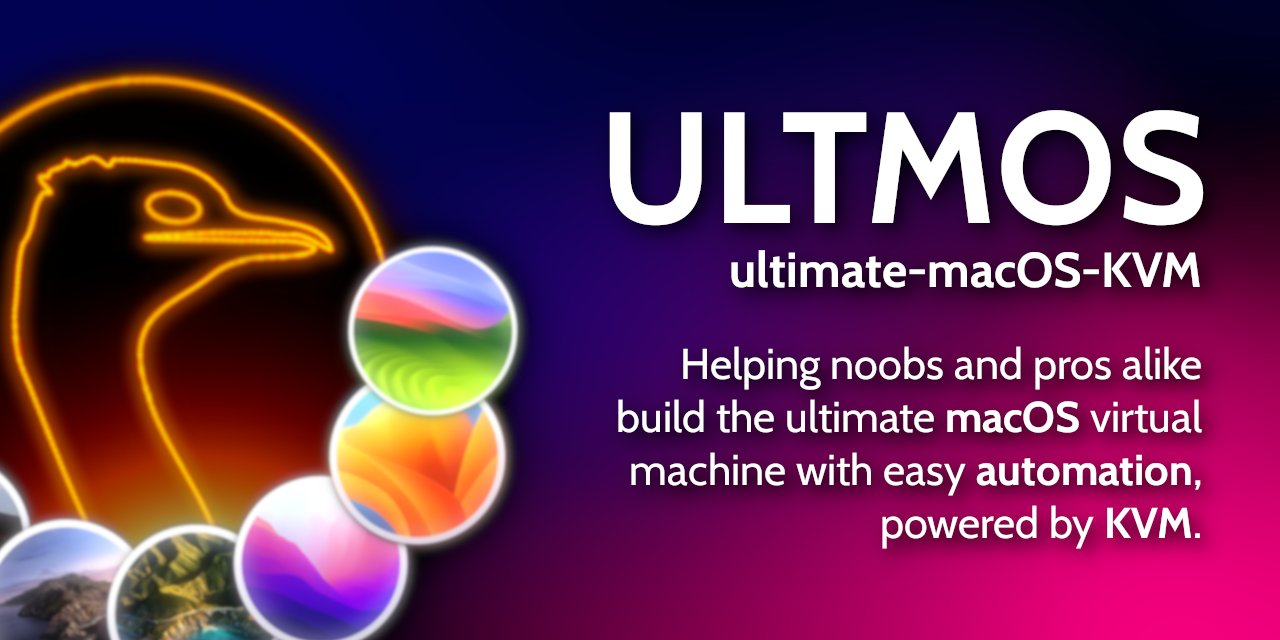 ULTMOS
ultimate-macOS-KVM
Helping noobs and pros alike
build the ultimate macOS virtual
machine with easy automation,
powered by KVM.